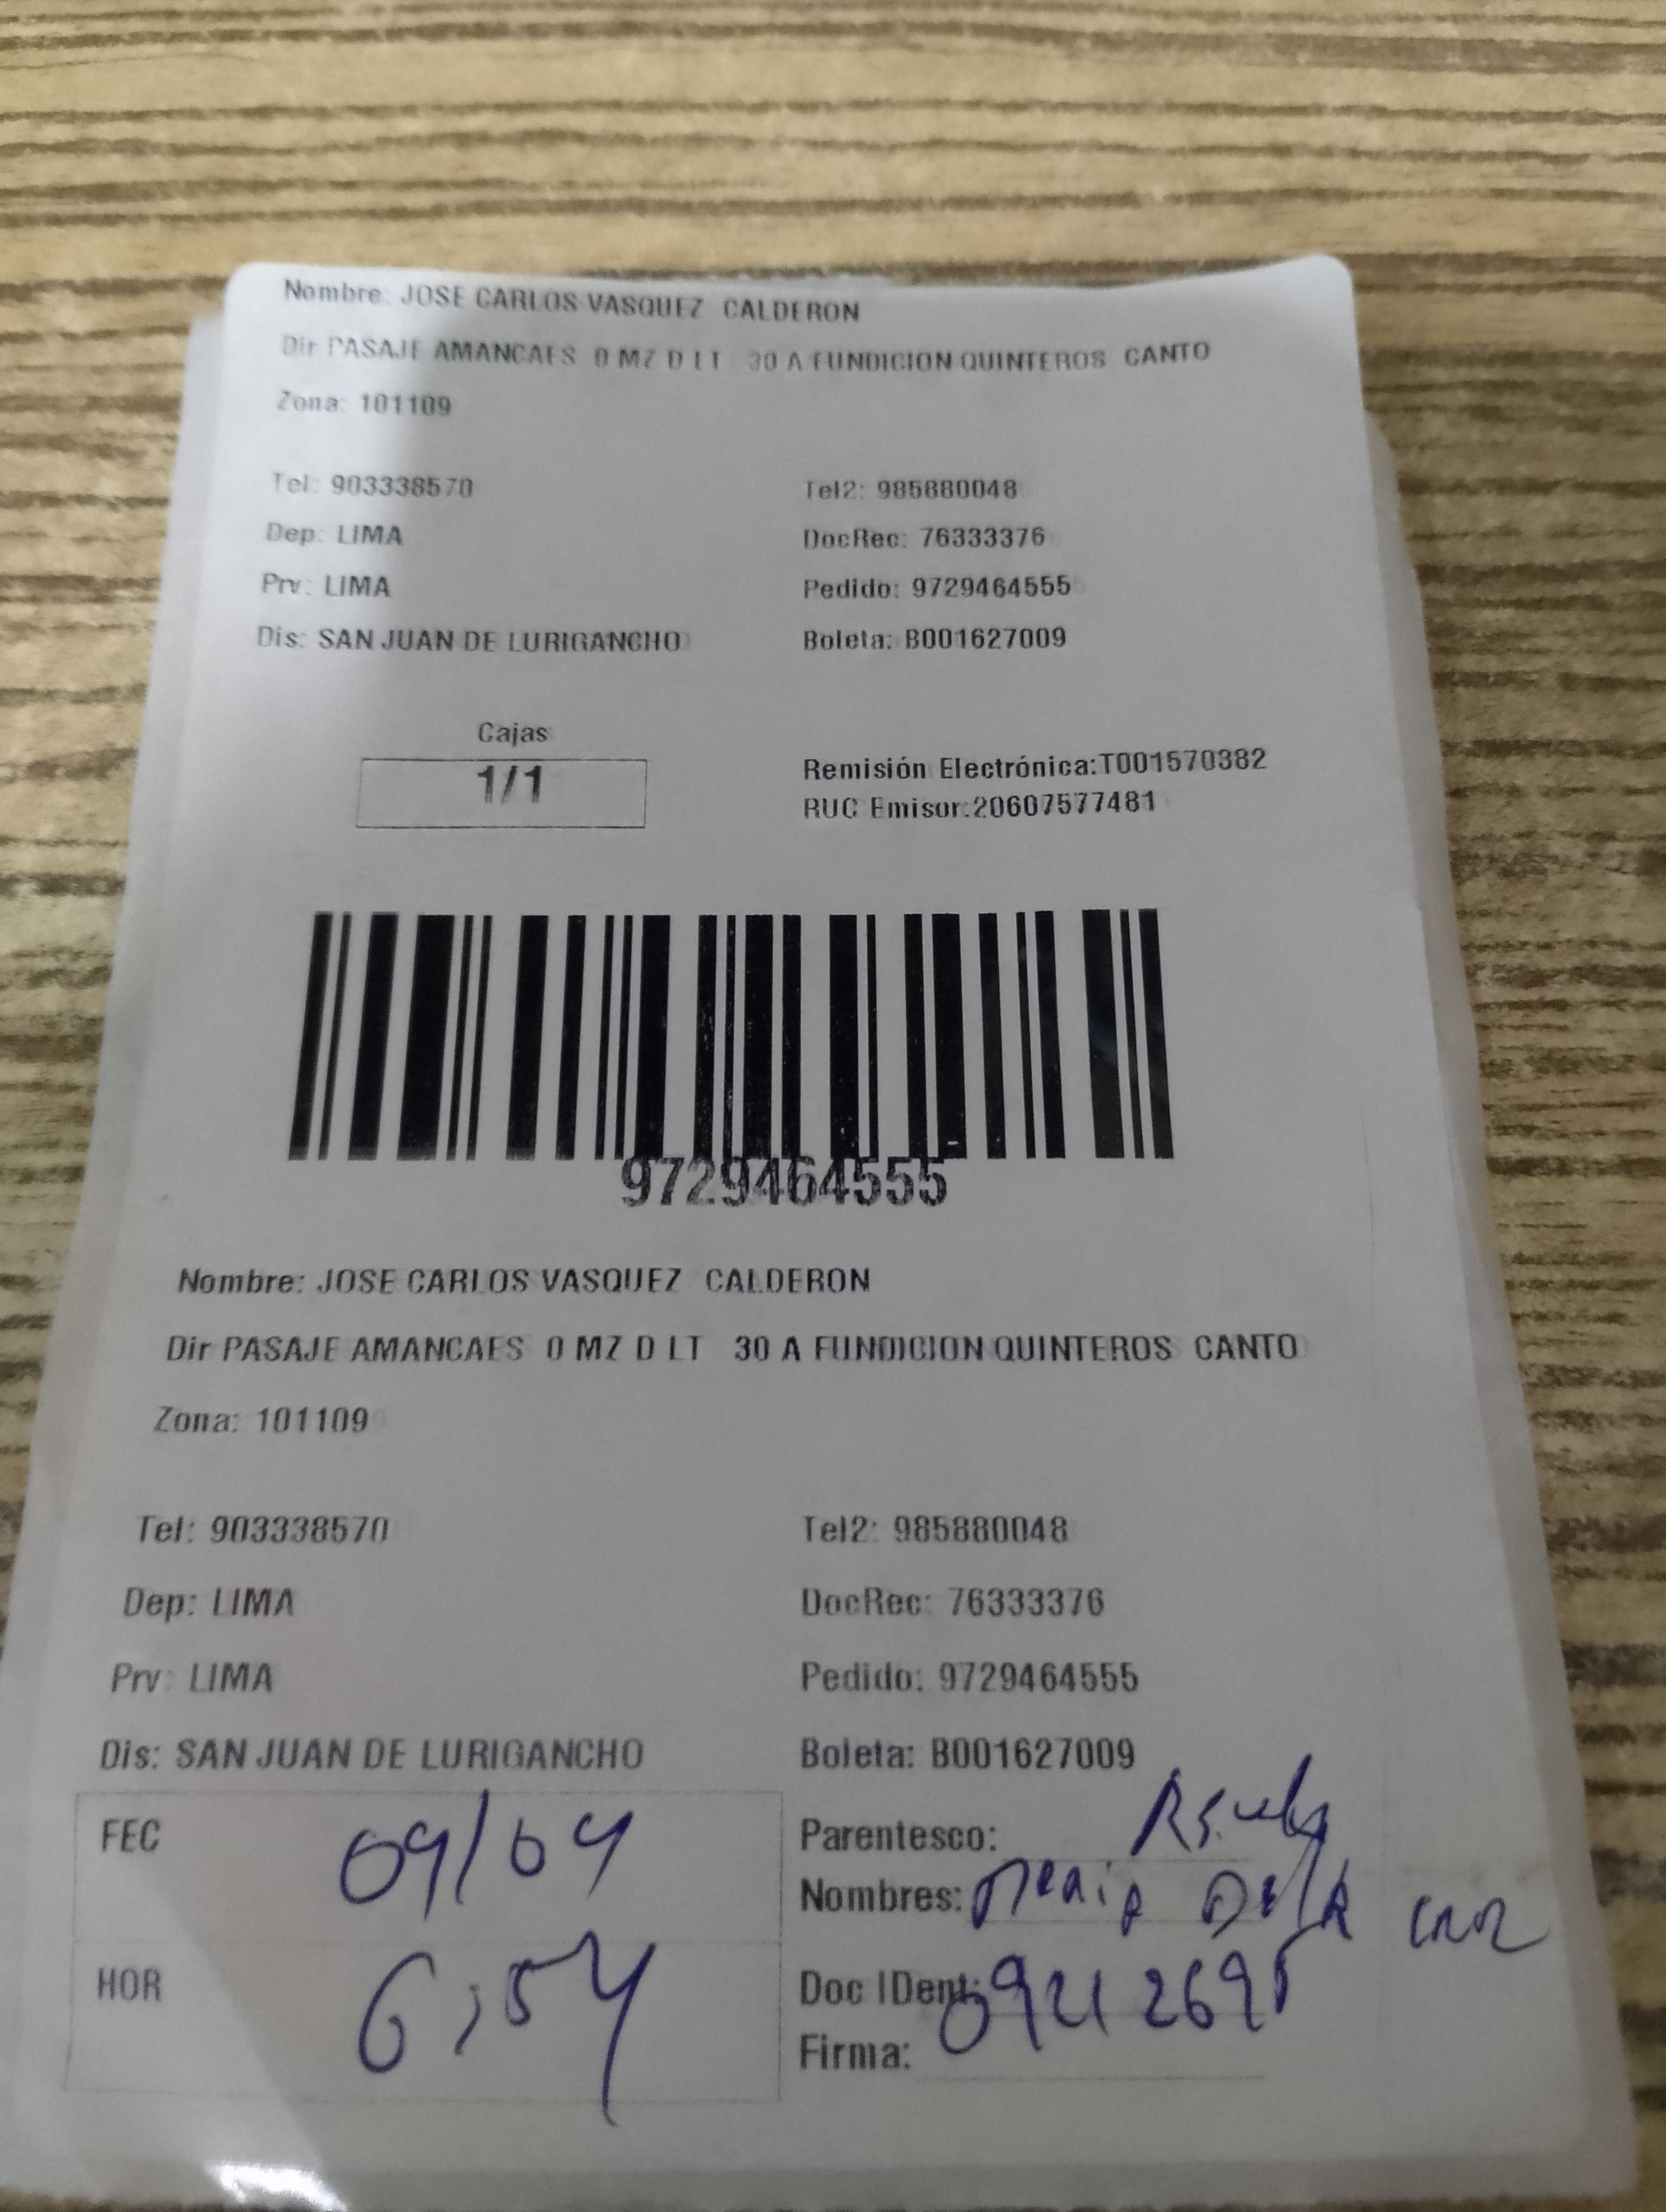 Nombre: JOSE CARLOS VASQUEZ CALDERON
Dir PASAJE AMANCAES 0 MZ D LT 30 A FUNDICION QUINTEROS CANTO
Zona: 101109
Tel: 903338570 Tel2: 985880048
Dep: LIMA DocRec: 76333376
Prv: LIMA Pedido: 9729464555
Dis: SAN JUAN DE LURIGANCHO Boleta: B001627009
Cajas
1/1
Remisión Electrónica:T001570382
RUC Emisor:20607577481
9729464555
Nombre: JOSE CARLOS VASQUEZ CALDERON
Dir PASAJE AMANCAES 0 MZ D LT 30 A FUNDICION QUINTEROS CANTO
Zona: 101109
Tel: 903338570 Tel2: 985880048
Dep: LIMA DocRec: 76333376
Prv: LIMA Pedido: 9729464555
Dis: SAN JUAN DE LURIGANCHO Boleta: B001627009
FEC 09/04
Parentesco:
Nombres: De la Cruz
HOR 6:54
Doc IDent:
Firma: